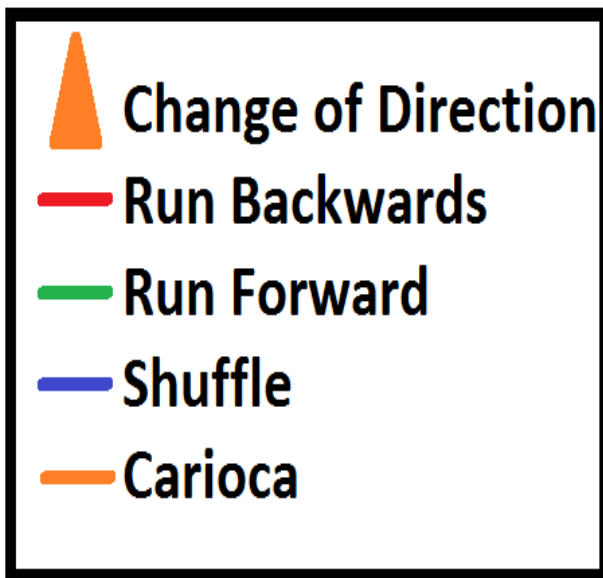 Change of Direction
Run Backwards
Run Forward
Shuffle
Carioca